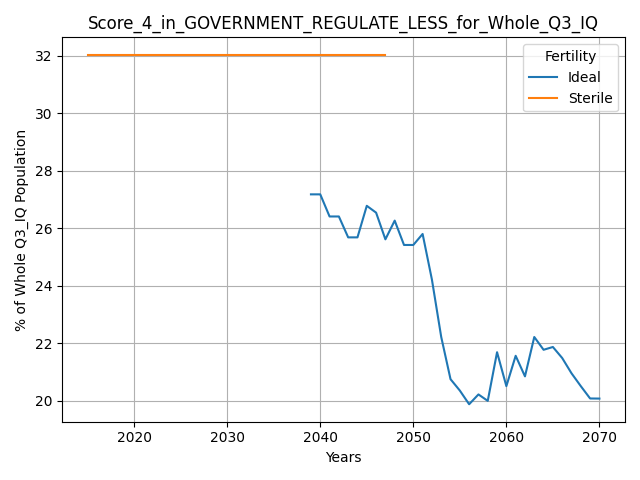 Score_4_in_GOVERNMENT_REGULATE_LESS_for_Whole_Q3_IQ
Fertility
Ideal
Sterile
% of Whole Q3_IQ Population
32
30
28
26
24
22
20
2020
2030
2040
2050
2060
2070
Years